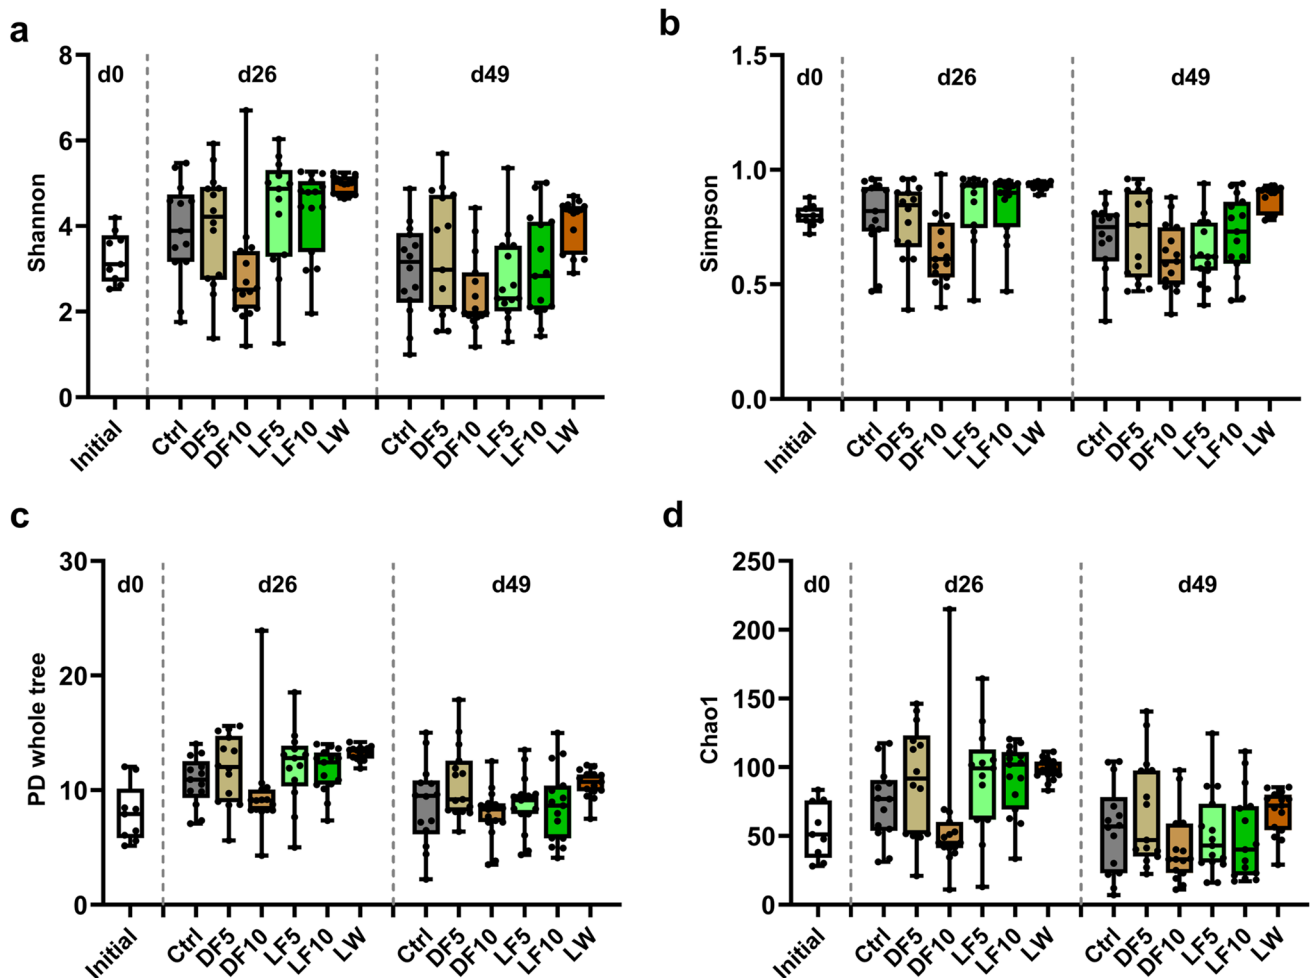 a
8
6
4
2
0
Shannon
d0
d26
d49
Initial
Ctrl
DF5
DF10
LF5
LF10
LW
Ctrl
DF5
DF10
LF5
LF10
LW
b
1.5
1.0
0.5
0.0
Simpson
d0
d26
d49
Initial
Ctrl
DF5
DF10
LF5
LF10
LW
Ctrl
DF5
DF10
LF5
LF10
LW
c
30
20
10
0
PD whole tree
d0
d26
d49
Initial
Ctrl
DF5
DF10
LF5
LF10
LW
Ctrl
DF5
DF10
LF5
LF10
LW
d
250
200
150
100
50
0
Chao1
d0
d26
d49
Initial
Ctrl
DF5
DF10
LF5
LF10
LW
Ctrl
DF5
DF10
LF5
LF10
LW